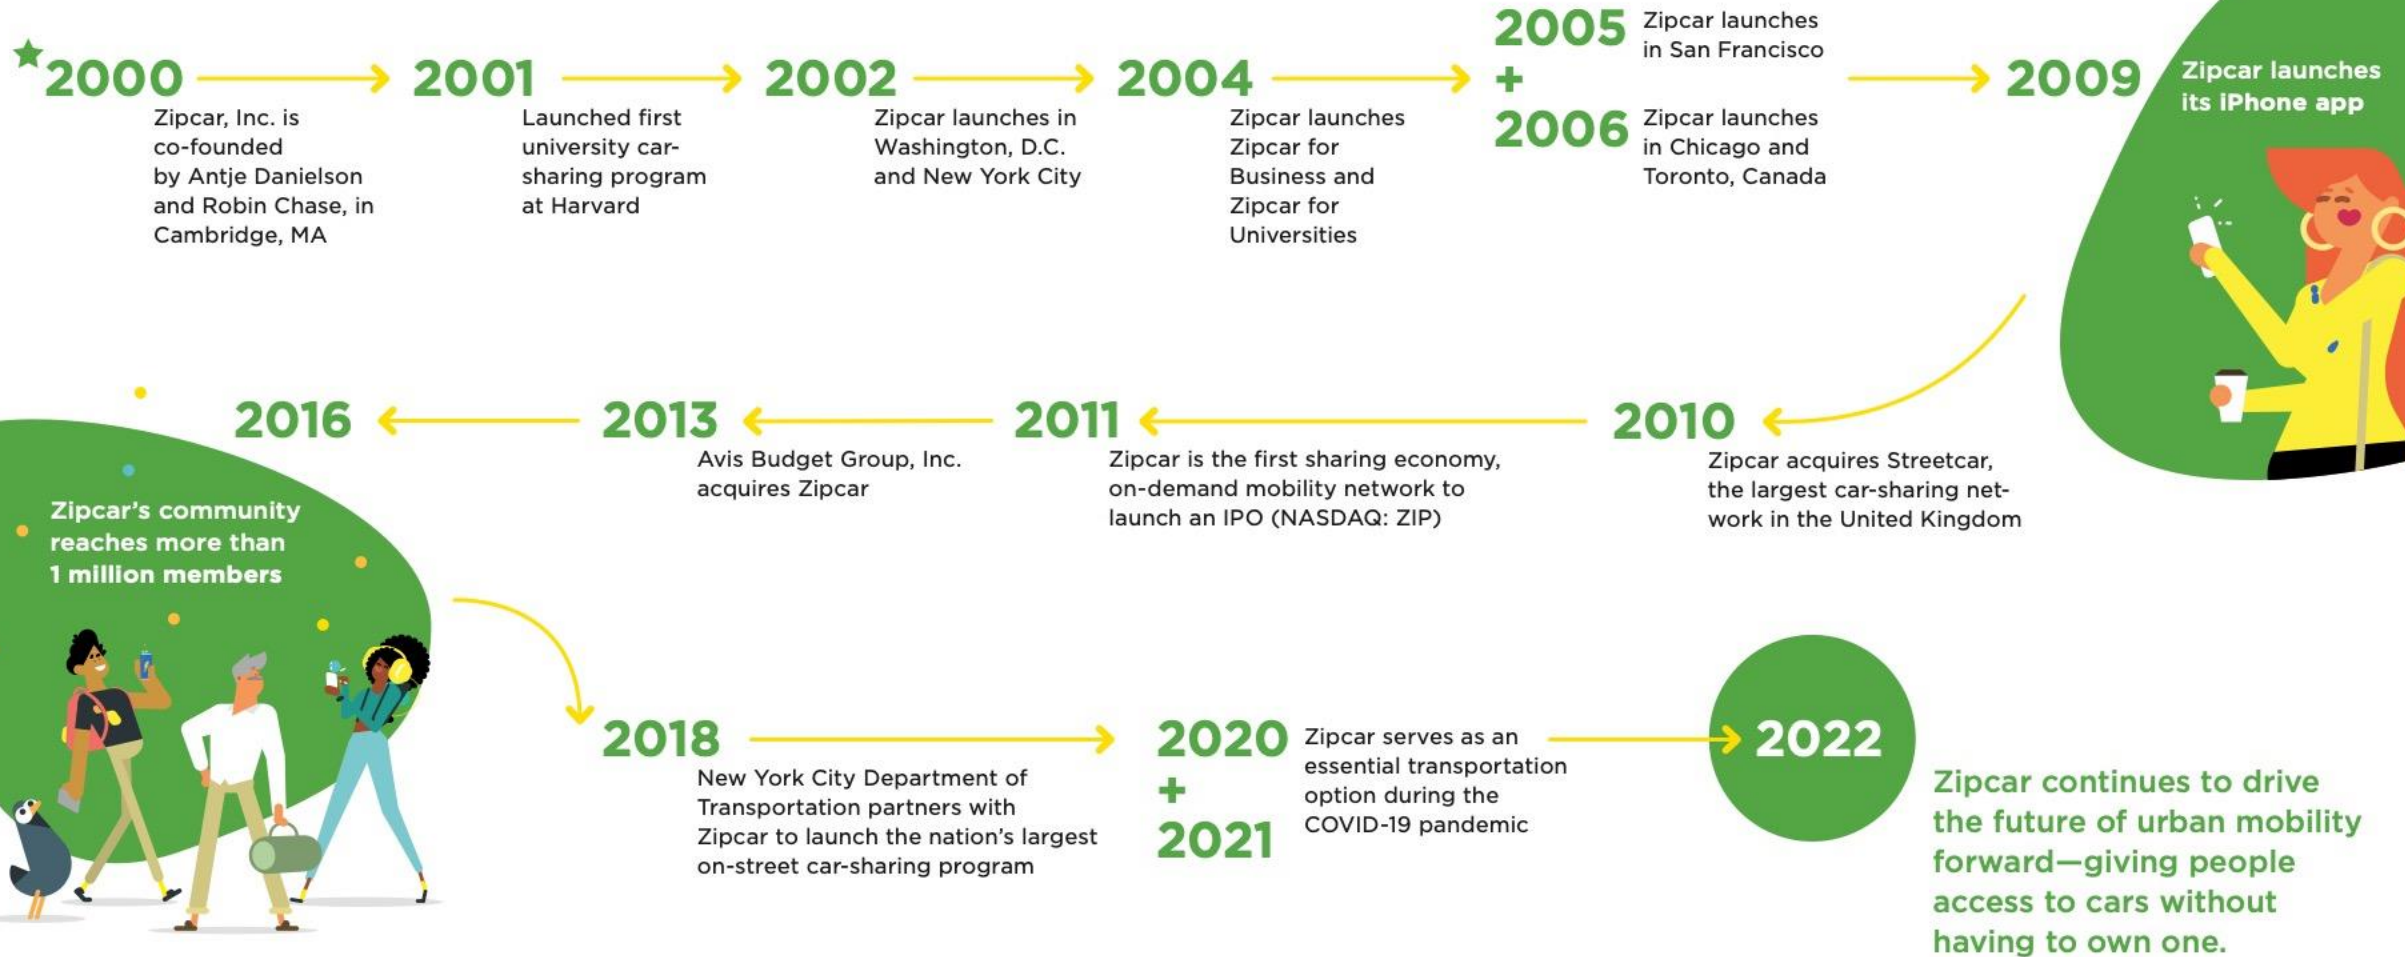 2000
Zipcar, Inc. is
co-founded
by Antje Danielson
and Robin Chase, in
Cambridge, MA
2001
Launched first
university car-
sharing program
at Harvard
2002
Zipcar launches in
Washington, D.C.
and New York City
2004
Zipcar launches
Zipcar for
Business and
Zipcar for
Universities
2005
Zipcar launches
in San Francisco
+
2006
Zipcar launches
in Chicago and
Toronto, Canada
2009
Zipcar launches
its iPhone app
2010
Zipcar acquires Streetcar,
the largest car-sharing net-
work in the United Kingdom
2011
Zipcar is the first sharing economy,
on-demand mobility network to
launch an IPO (NASDAQ: ZIP)
2013
Avis Budget Group, Inc.
acquires Zipcar
2016
Zipcar’s community
reaches more than
1 million members
2018
New York City Department of
Transportation partners with
Zipcar to launch the nation’s largest
on-street car-sharing program
2020
+
2021
Zipcar serves as an
essential transportation
option during the
COVID-19 pandemic
2022
Zipcar continues to drive
the future of urban mobility
forward—giving people
access to cars without
having to own one.